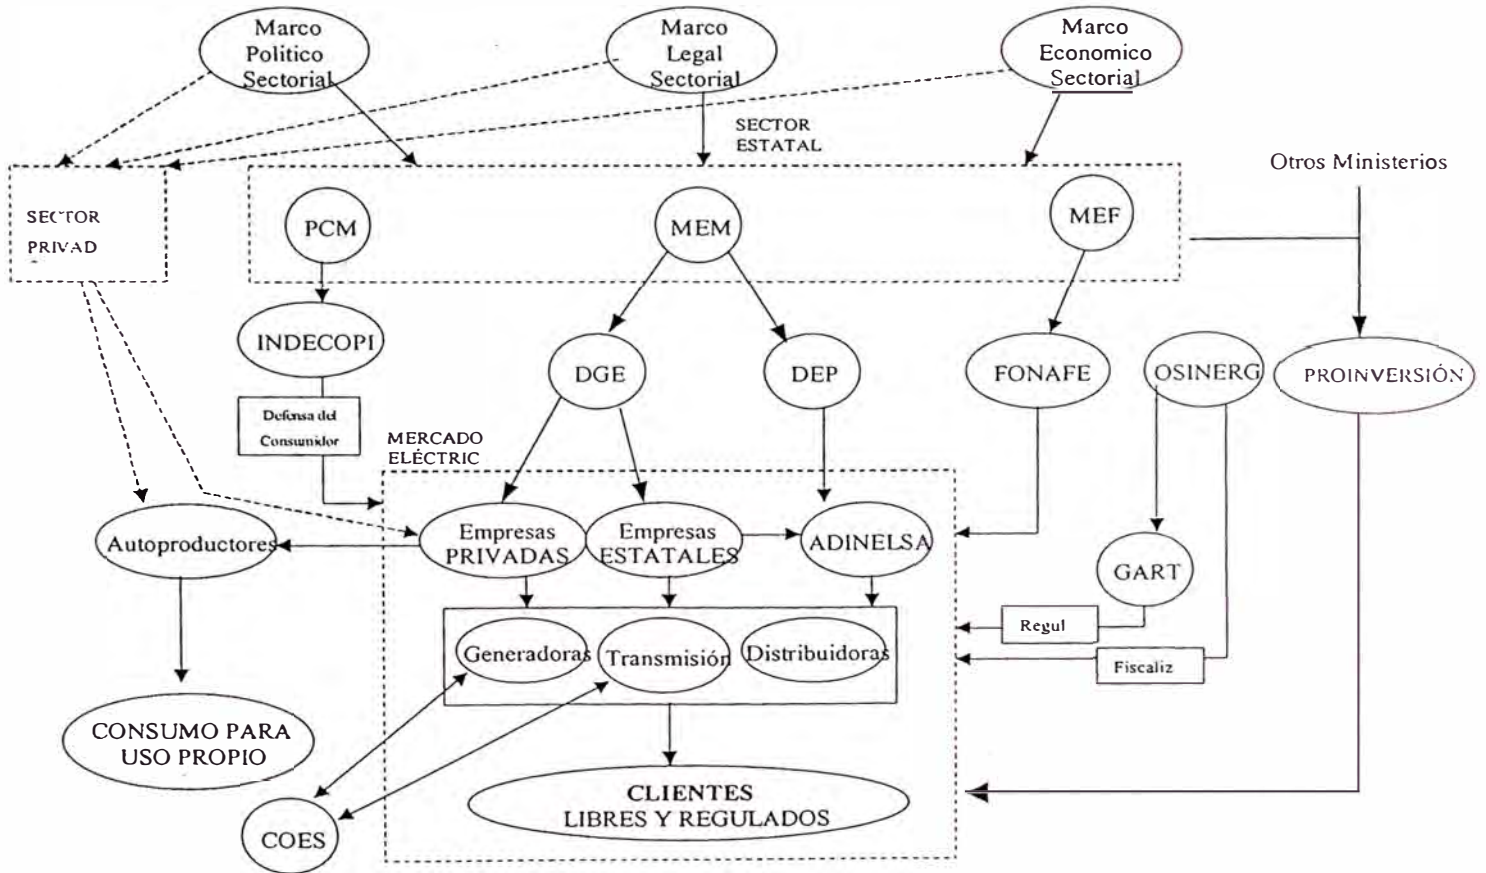 Marco
Político
Sectorial
Marco
Legal
Sectorial
Marco
Economico
Sectorial
SECTOR
ESTATAL
Otros Ministerios
SECTOR
PRIVAD
PCM
MEM
MEF
INDECOPI
DGE
DEP
FONAFE
OSINERG
PROINVERSIÓN
Defensa del
Consumidor
MERCADO
ELÉCTRIC
Autoproductores
Empresas
PRIVADAS
Empresas
ESTATALES
ADINELSA
GART
Regul
Generadoras
Transmisión
Distribuidoras
Fiscaliz
CONSUMO PARA
USO PROPIO
CLIENTES
LIBRES Y REGULADOS
COES